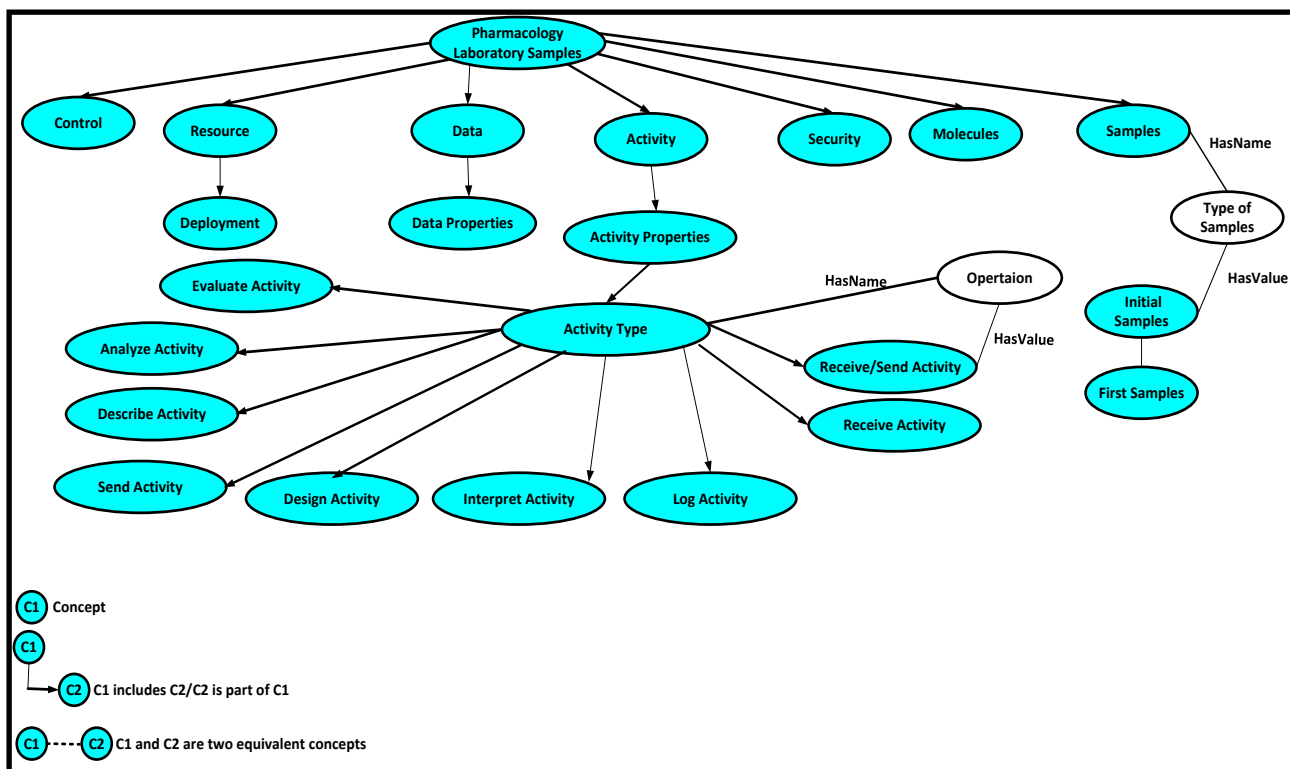 Pharmacology
Laboratory Samples
Control
Resource
Data
Activity
Security
Molecules
Samples
HasName
Deployment
Data Properties
Activity Properties
Type of
Samples
Evaluate Activity
HasName
Opertaion
HasValue
Initial
Samples
Activity Type
HasValue
Analyze Activity
Receive/Send Activity
First Samples
Describe Activity
Receive Activity
Send Activity
Design Activity
Interpret Activity
Log Activity
C1 Concept
C1
C2 C1 includes C2/C2 is part of C1
C1 C2 C1 and C2 are two equivalent concepts